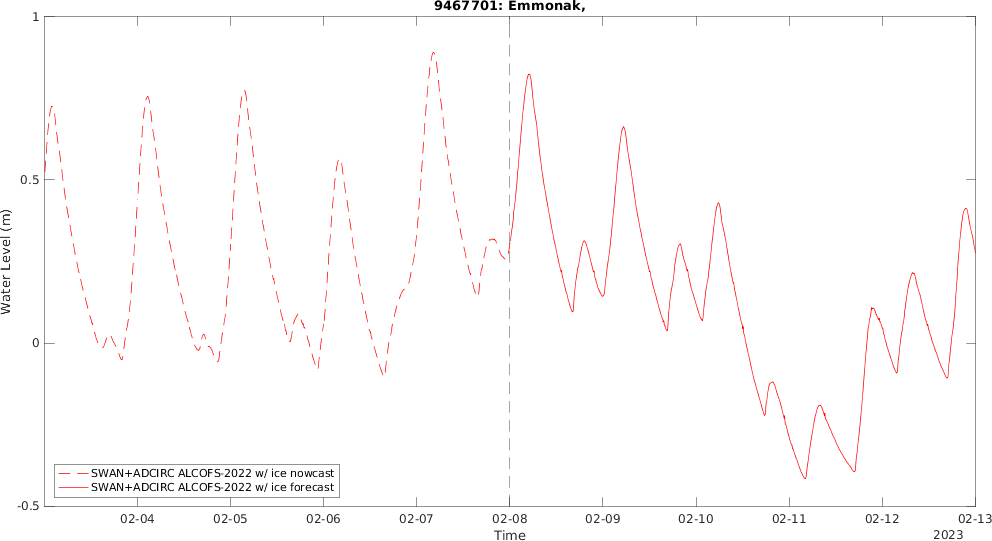 9467701: Emmonak,
Water Level (m)
1
0.5
0
-0.5
SWAN+ADCIRC ALCOFS-2022 w/ ice nowcast
SWAN+ADCIRC ALCOFS-2022 w/ ice forecast
02-04 02-05 02-06 02-07 02-08 02-09 02-10 02-11 02-12 02-13
Time
2023